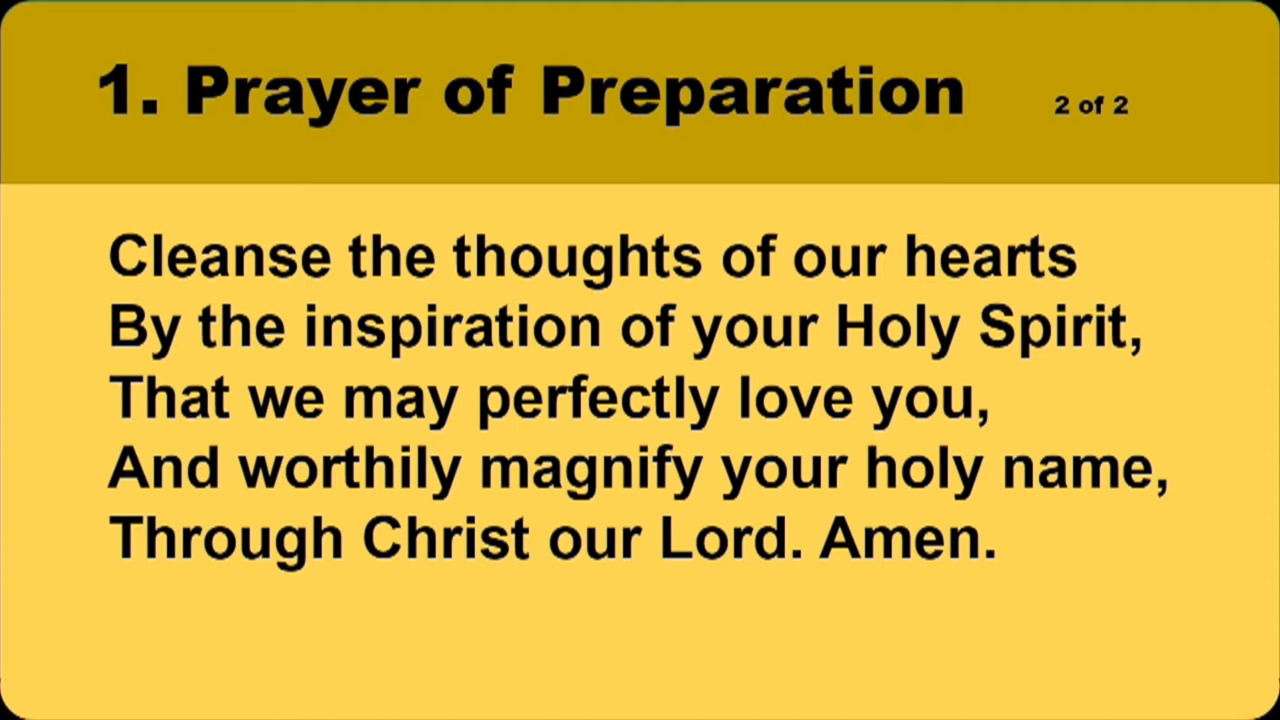 1. Prayer of Preparation 2 of 2
Cleanse the thoughts of our hearts
By the inspiration of your Holy Spirit,
That we may perfectly love you,
And worthily magnify your holy name,
Through Christ our Lord. Amen.